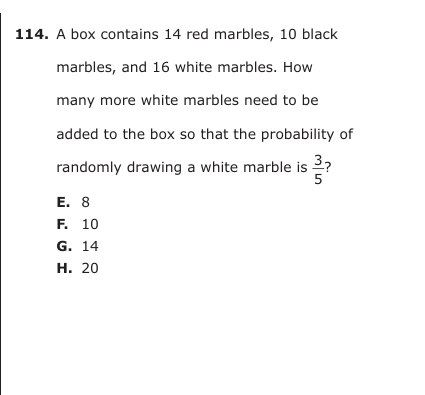 114. A box contains 14 red marbles, 10 black
marbles, and 16 white marbles. How
many more white marbles need to be
added to the box so that the probability of
randomly drawing a white marble is 3/5?
E. 8
F. 10
G. 14
H. 20